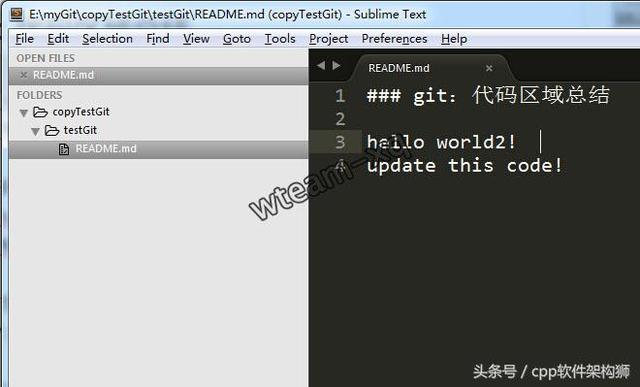 E:\myGit\copyTestGit\testGit\README.md (copyTestGit) - Sublime Text
File Edit Selection Find View Goto Tools Project Preferences Help
OPEN FILES
× README.md
FOLDERS
copyTestGit
testGit
README.md
README.md ×
1 ### git: 代码区域总结
2
3 hello world2!
4 update this code!
wteam-xq
头条号 / cpp软件架构狮